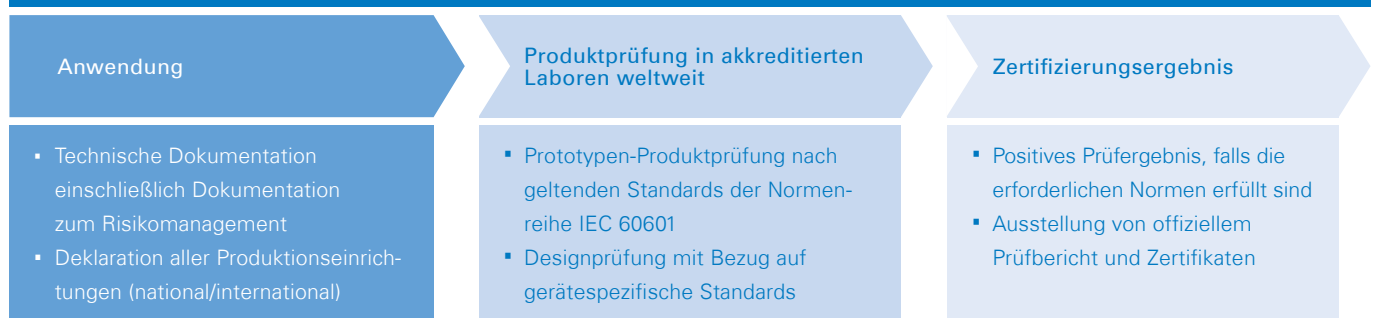 Anwendung
Produktprüfung in akkreditierten
Laboren weltweit
Zertifizierungsergebnis
▪ Technische Dokumentation
einschließlich Dokumentation
zum Risikomanagement
▪ Deklaration aller Produktionseinrich-
tungen (national/international)
▪ Prototypen-Produktprüfung nach
geltenden Standards der Normen-
reihe IEC 60601
▪ Designprüfung mit Bezug auf
gerätespezifische Standards
▪ Positives Prüfergebnis, falls die
erforderlichen Normen erfüllt sind
▪ Ausstellung von offiziellem
Prüfbericht und Zertifikaten